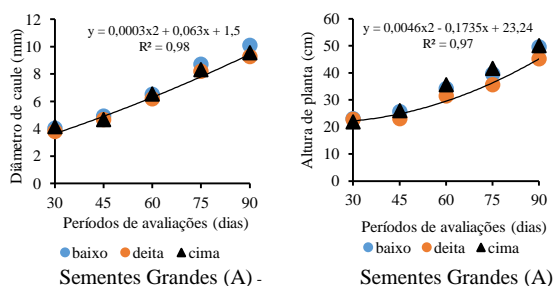 y = 0,0003x2 + 0,063x + 1,5
R² = 0,98
Diâmetro de caule (mm)
12
10
8
6
4
2
0
30 45 60 75 90
Períodos de avaliações (dias)
baixo deita cima
Sementes Grandes (A) -
y = 0,0046x2 - 0,1735x + 23,24
R² = 0,97
Altura de planta (cm)
60
50
40
30
20
10
0
30 45 60 75 90
Períodos de avaliações (dias)
baixo deita cima
Sementes Grandes (A)